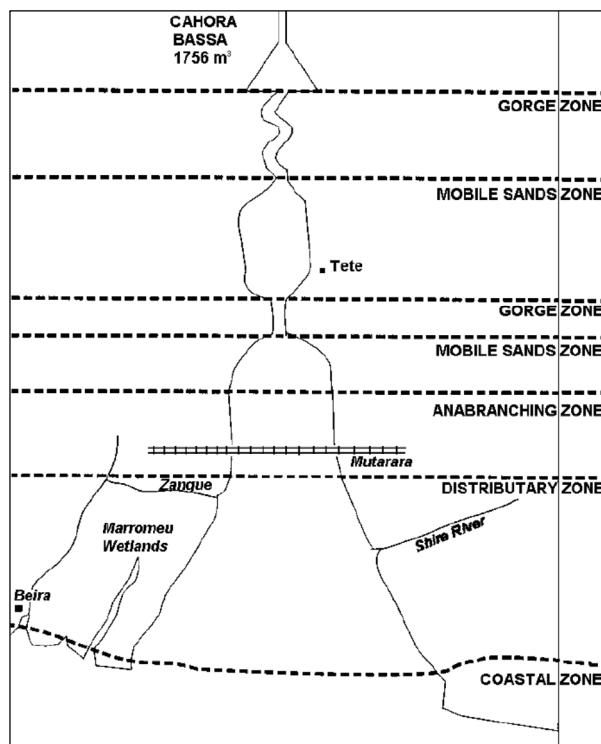 CAHORA
BASSA
1756 m³
GORGE ZONE
MOBILE SANDS ZONE
Tete
GORGE ZONE
MOBILE SANDS ZONE
ANABRANCHING ZONE
Mutarara
DISTRIBUTARY ZONE
Zangue
Marromeu
Wetlands
Shire River
Beira
COASTAL ZONE